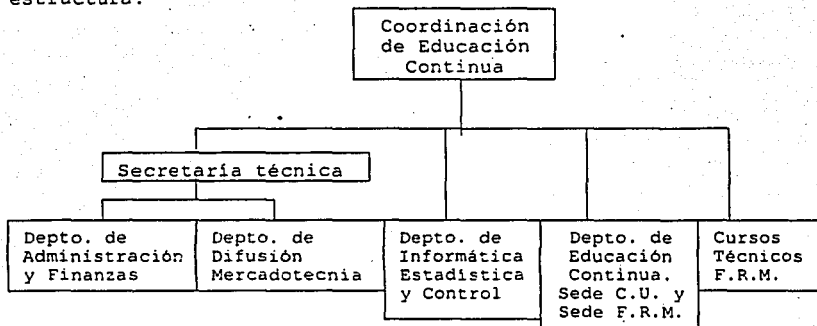 estructura:
Coordinación
de Educación
Continua
Secretaría técnica
Depto. de
Administración
y Finanzas
Depto. de
Difusión
Mercadotecnia
Depto. de
Informática
Estadistica
y Control
Depto. de
Educación
Continua.
Sede C.U. y
Sede F.R.M.
Cursos
Técnicos
F.R.M.